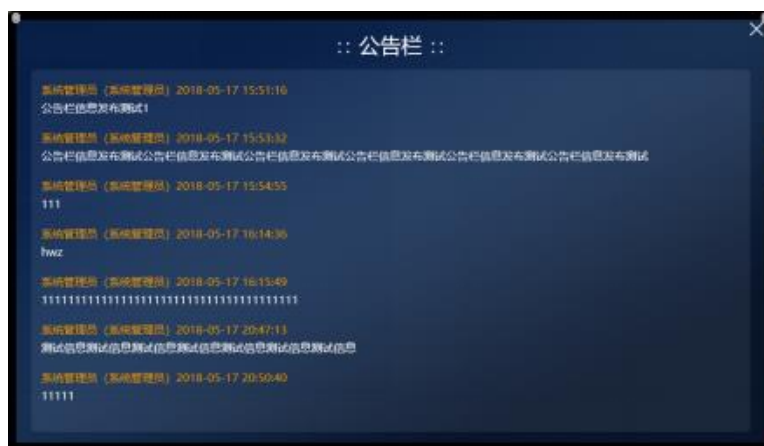 :: 公告栏 ::
系统管理员 (系统管理员) 2018-05-17 15:51:16
公告栏信息发布测试1
系统管理员 (系统管理员) 2018-05-17 15:53:32
公告栏信息发布测试公告栏信息发布测试公告栏信息发布测试公告栏信息发布测试公告栏信息发布测试公告栏信息发布测试
系统管理员 (系统管理员) 2018-05-17 15:54:55
111
系统管理员 (系统管理员) 2018-05-17 16:14:36
hwz
系统管理员 (系统管理员) 2018-05-17 16:15:49
11111111111111111111111111111111111111
系统管理员 (系统管理员) 2018-05-17 20:47:13
测试信息测试信息测试信息测试信息测试信息测试信息测试信息
系统管理员 (系统管理员) 2018-05-17 20:50:40
11111